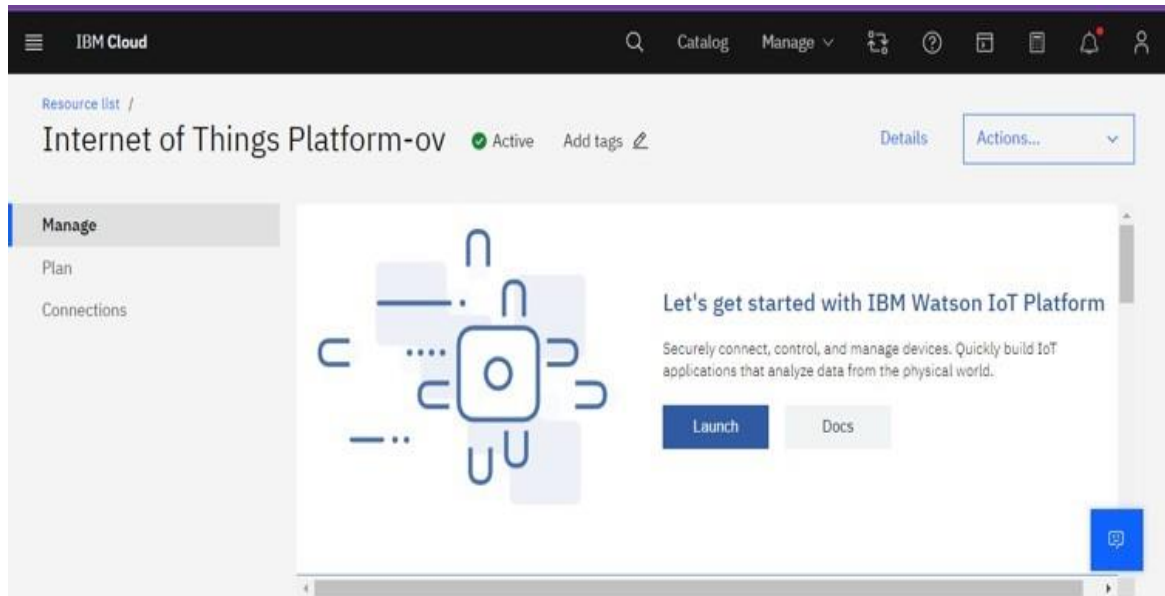 IBM Cloud
Catalog
Manage
Resource list /
Internet of Things Platform-ov
Active
Add tags
Details
Actions...
Manage
Plan
Connections
Let's get started with IBM Watson IoT Platform
Securely connect, control, and manage devices. Quickly build IoT
applications that analyze data from the physical world.
Launch
Docs